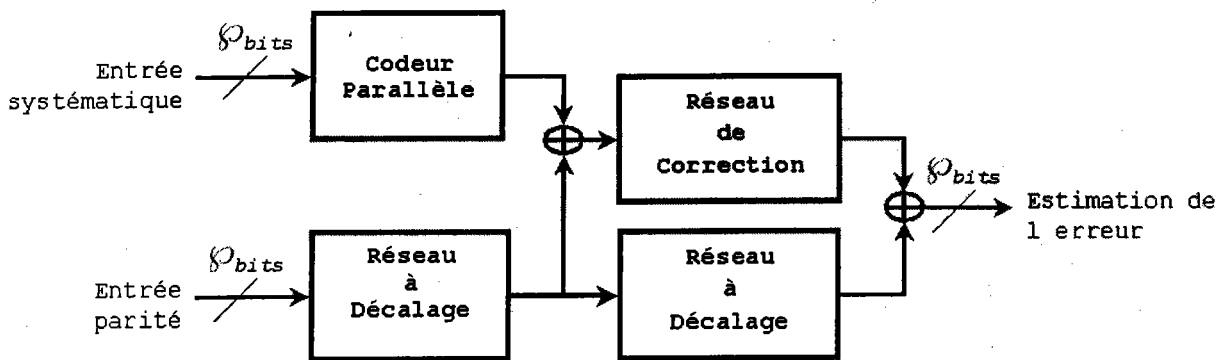 ℘bits
Entrée
systématique
Codeur
Parallèle
Réseau
de
Correction
℘bits
Estimation de
l erreur
℘bits
Entrée
parité
Réseau
à
Décalage
Réseau
à
Décalage